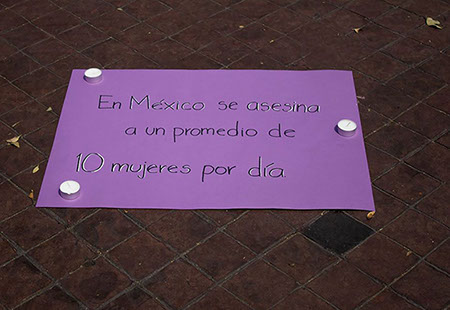 En México se asesina
a un promedio de
10 mujeres por día